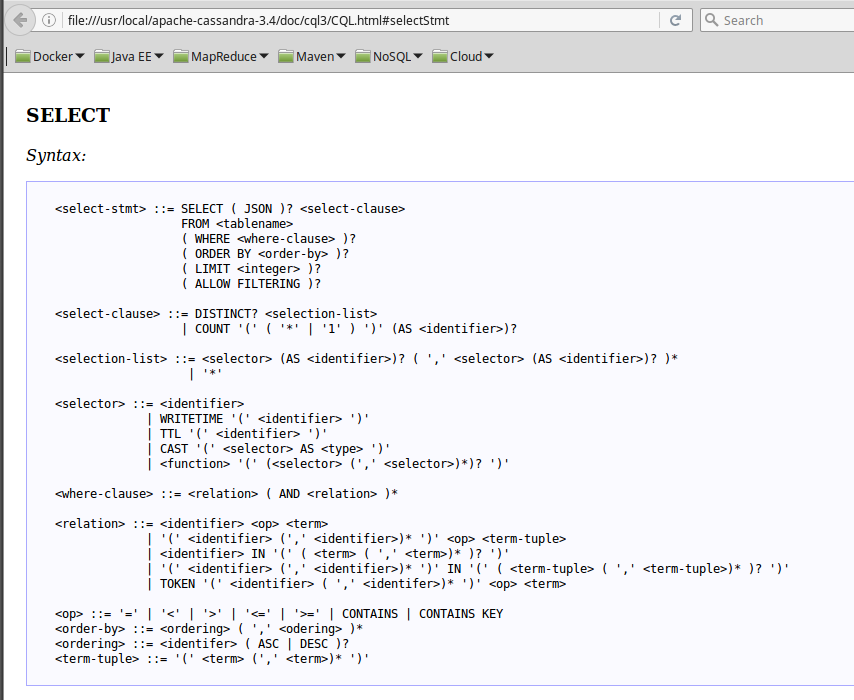 file:///usr/local/apache-cassandra-3.4/doc/cql3/CQL.html#selectStmt
Search
Docker Java EE MapReduce Maven NoSQL Cloud
SELECT
Syntax:
<select-stmt> ::= SELECT ( JSON )? <select-clause>
                  FROM <tablename>
                  ( WHERE <where-clause> )?
                  ( ORDER BY <order-by> )?
                  ( LIMIT <integer> )?
                  ( ALLOW FILTERING )?
<select-clause> ::= DISTINCT? <selection-list>
                  | COUNT '(' ( '*' | '1' ) ')' (AS <identifier>)?
<selection-list> ::= <selector> (AS <identifier>)? ( ',' <selector> (AS <identifier>)? )*
                   | '*'
<selector> ::= <identifier>
             | WRITETIME '(' <identifier> ')'
             | TTL '(' <identifier> ')'
             | CAST '(' <selector> AS <type> ')'
             | <function> '(' (<selector> (',' <selector>)*)? ')'
<where-clause> ::= <relation> ( AND <relation> )*
<relation> ::= <identifier> <op> <term>
             | '(' <identifier> (',' <identifier>)* ')' <op> <term-tuple>
             | <identifier> IN '(' ( <term> ( ',' <term>)* )? ')'
             | '(' <identifier> (',' <identifier>)* ')' IN '(' ( <term-tuple> ( ',' <term-tuple>)* )? ')'
             | TOKEN '(' <identifier> ( ',' <identifer>)* ')' <op> <term>
<op> ::= '=' | '<' | '>' | '<=' | '>=' | CONTAINS | CONTAINS KEY
<order-by> ::= <ordering> ( ',' <odering> )*
<ordering> ::= <identifer> ( ASC | DESC )?
<term-tuple> ::= '(' <term> (',' <term>)* ')'